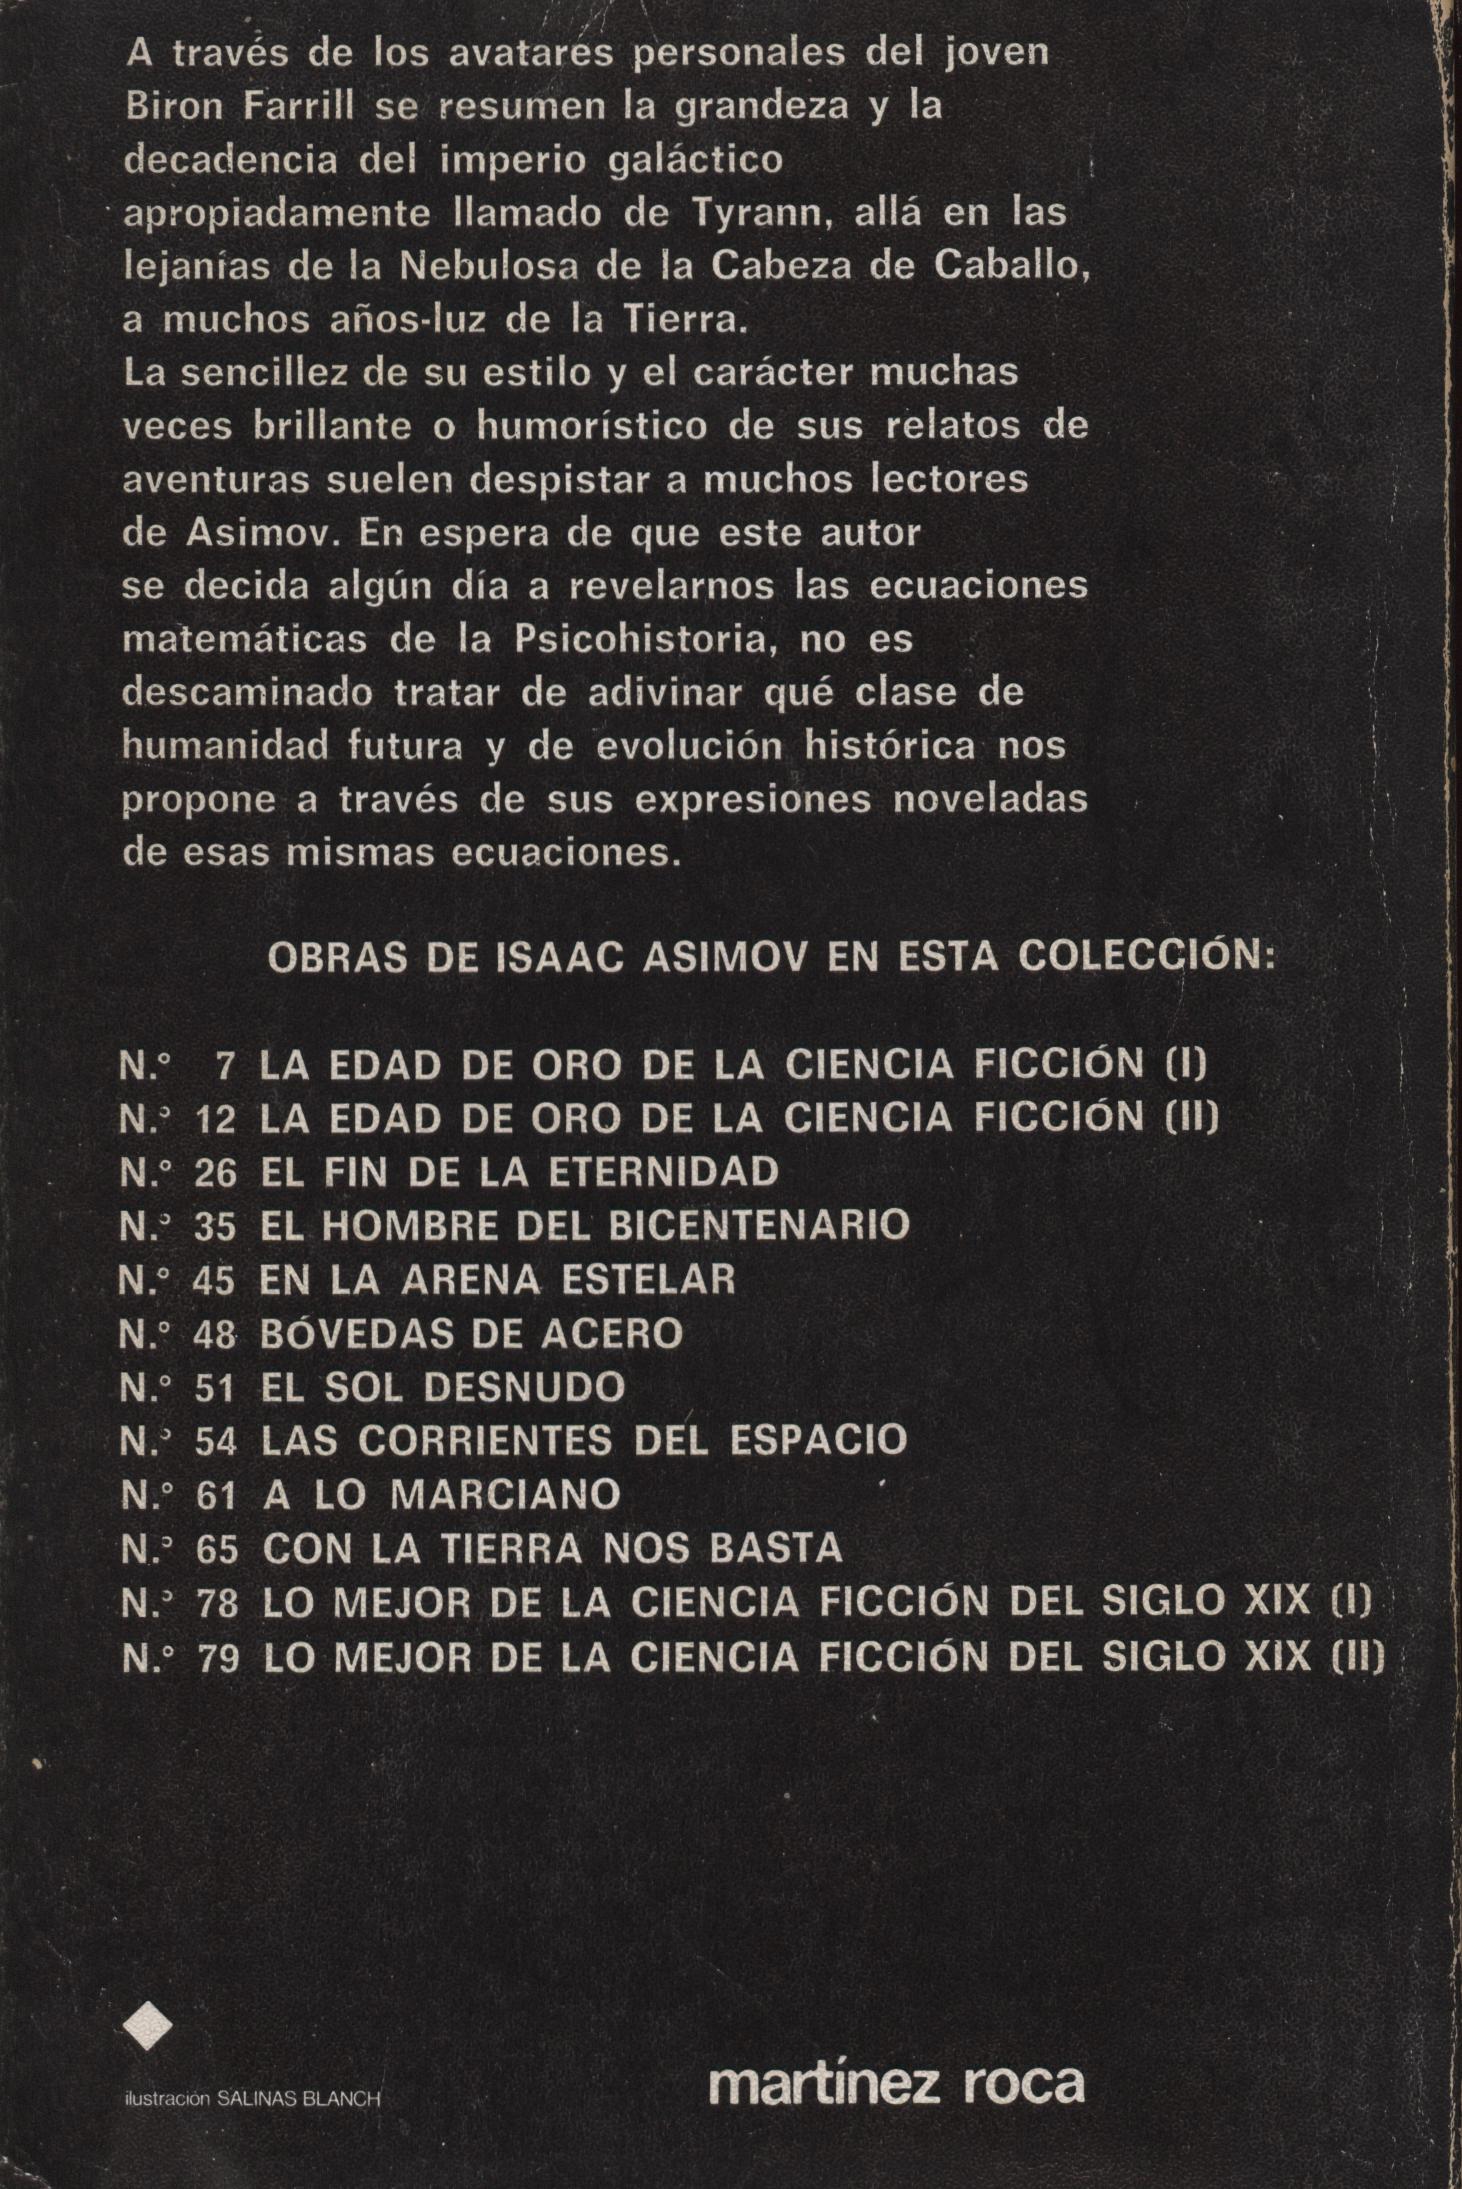 A través de los avatares personales del joven
Biron Farrill se resumen la grandeza y la
decadencia del imperio galáctico
apropiadamente llamado de Tyrann, allá en las
lejanías de la Nebulosa de la Cabeza de Caballo,
a muchos años-luz de la Tierra.
La sencillez de su estilo y el carácter muchas
veces brillante o humorístico de sus relatos de
aventuras suelen despistar a muchos lectores
de Asimov. En espera de que este autor
se decida algún día a revelarnos las ecuaciones
matemáticas de la Psicohistoria, no es
descaminado tratar de adivinar qué clase de
humanidad futura y de evolución histórica nos
propone a través de sus expresiones noveladas
de esas mismas ecuaciones.
OBRAS DE ISAAC ASIMOV EN ESTA COLECCIÓN:
N.º 7 LA EDAD DE ORO DE LA CIENCIA FICCIÓN (I)
N.º 12 LA EDAD DE ORO DE LA CIENCIA FICCIÓN (II)
N.º 26 EL FIN DE LA ETERNIDAD
N.º 35 EL HOMBRE DEL BICENTENARIO
N.º 45 EN LA ARENA ESTELAR
N.º 48 BÓVEDAS DE ACERO
N.º 51 EL SOL DESNUDO
N.º 54 LAS CORRIENTES DEL ESPACIO
N.º 61 A LO MARCIANO
N.º 65 CON LA TIERRA NOS BASTA
N.º 78 LO MEJOR DE LA CIENCIA FICCIÓN DEL SIGLO XIX (I)
N.º 79 LO MEJOR DE LA CIENCIA FICCIÓN DEL SIGLO XIX (II)
ilustración SALINAS BLANCH
martínez roca